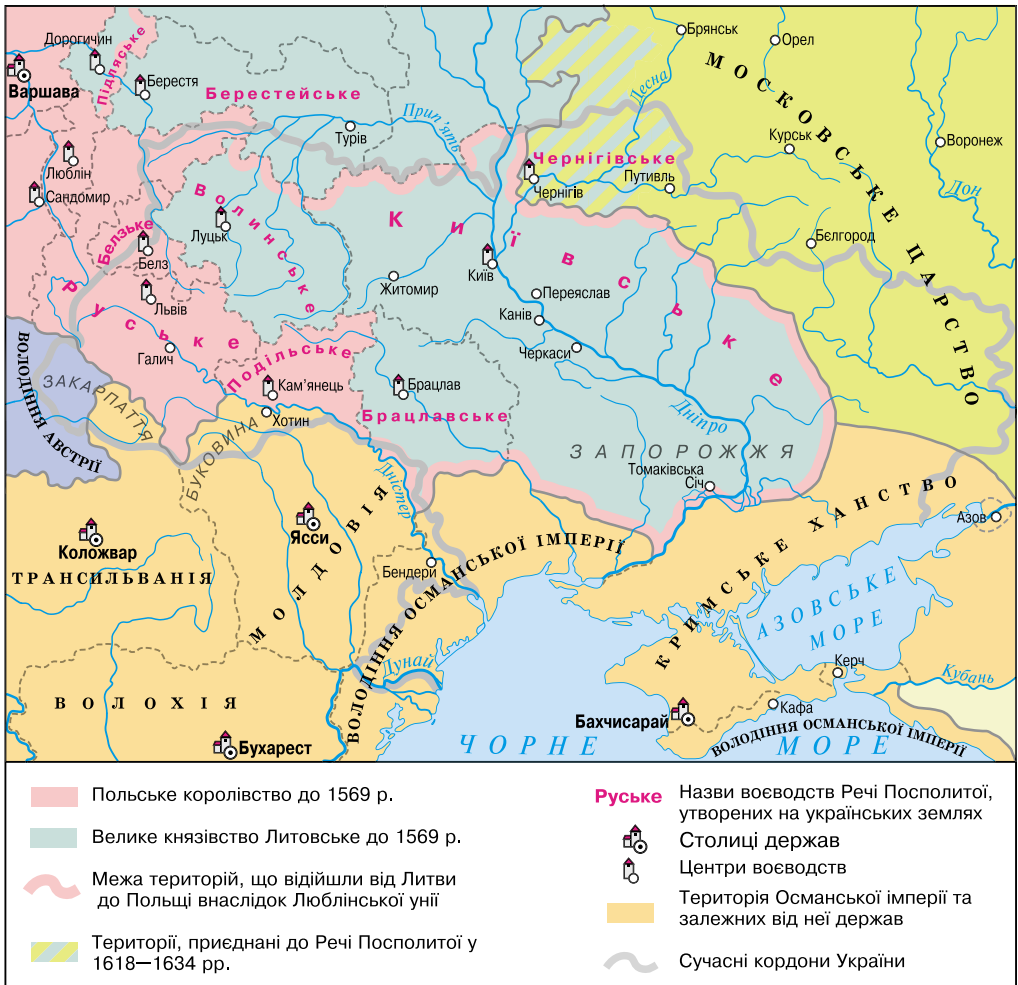 Брянськ
Орел
Дорогичин
Підляське
Варшава
Берестя
Берестейське
Десна
МОСКОВСЬКЕ ЦАРСТВО
Прип'ять
Турів
Курськ
Воронеж
Люблін
Чернігівське
Сандомир
Чернігів
Путивль
Дон
Волинське
Луцьк
Київське
Белзьке
Белз
Бєлгород
Київ
Житомир
Переяслав
Руське
Львів
Канів
Галич
Черкаси
Подільське
ВОЛОДІННЯ АВСТРІЇ
ЗАКАРПАТТЯ
Кам'янець
Брацлав
Хотин
Брацлавське
Дніпро
БУКОВИНА
ЗАПОРОЖЖЯ
Томаківська
Січ
Дністер
Коложвар
Ясси
КРИМСЬКЕ ХАНСТВО
Азов
ТРАНСИЛЬВАНІЯ
МОЛДОВІЯ
Бендери
ВОЛОДІННЯ ОСМАНСЬКОЇ ІМПЕРІЇ
АЗОВСЬКЕ
МОРЕ
Дунай
Керч
Кубань
ВОЛОХІЯ
Кафа
Бахчисарай
Бухарест
ЧОРНЕ МОРЕ
ВОЛОДІННЯ ОСМАНСЬКОЇ ІМПЕРІЇ
Польське королівство до 1569 р.
Велике князівство Литовське до 1569 р.
Межа територій, що відійшли від Литви
до Польщі внаслідок Люблінської унії
Території, приєднані до Речі Посполитої у
1618—1634 рр.
Руське
Назви воєводств Речі Посполитої,
утворених на українських землях
Столиці держав
Центри воєводств
Територія Османської імперії та
залежних від неї держав
Сучасні кордони України